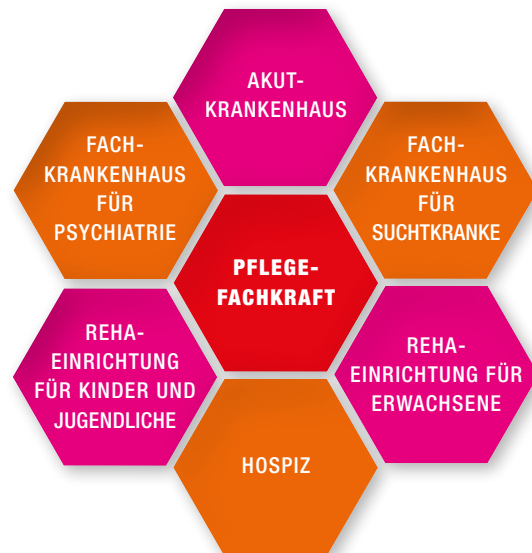 AKUT-
KRANKENHAUS
FACH-
KRANKENHAUS
FÜR
PSYCHIATRIE
FACH-
KRANKENHAUS
FÜR
SUCHTKRANKE
PFLEGE-
FACHKRAFT
REHA-
EINRICHTUNG
FÜR KINDER UND
JUGENDLICHE
REHA-
EINRICHTUNG FÜR
ERWACHSENE
HOSPIZ